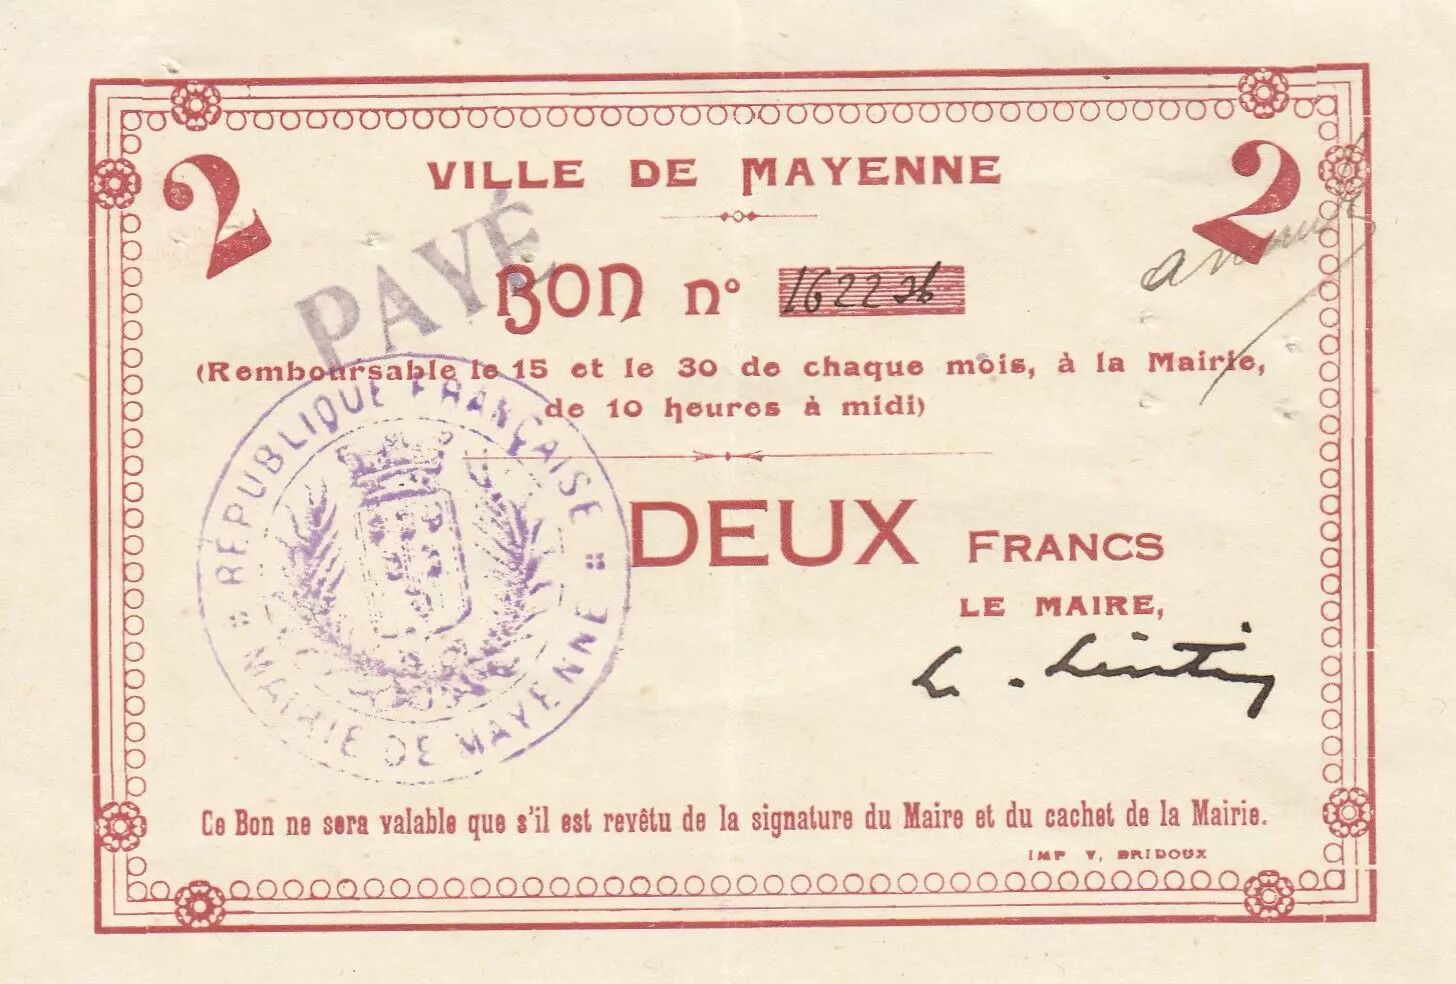 2 VILLE DE MAYENNE 2
PAYÉ
BON nº 162236
(Remboursable le 15 et le 30 de chaque mois, à la Mairie,
de 10 heures à midi)
RÉPUBLIQUE FRANÇAISE
MAIRIE DE MAYENNE
DEUX FRANCS
LE MAIRE,
Ce Bon ne sera valable que s'il est revêtu de la signature du Maire et du cachet de la Mairie.
IMP V, BRIDOUX